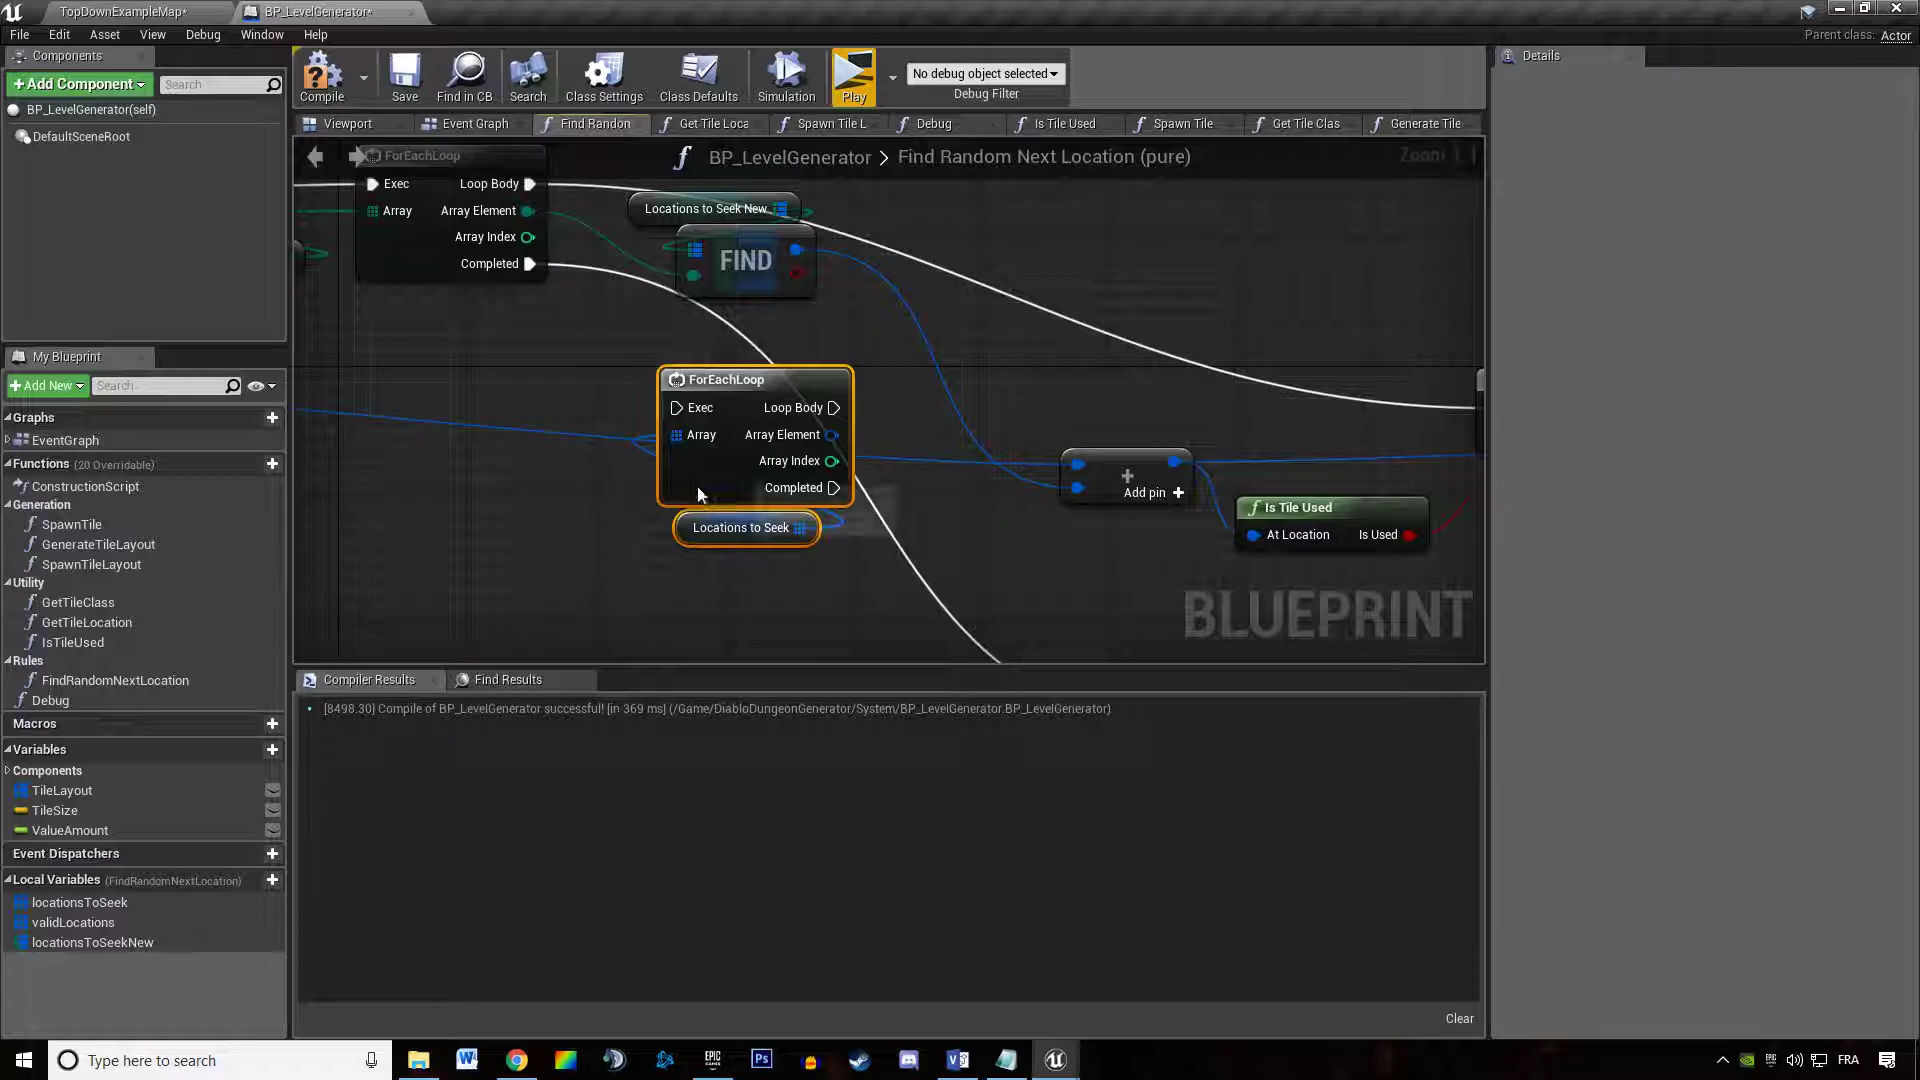 TopDownExampleMap*
BP_LevelGenerator*
File Edit Asset View Debug Window Help
Parent class: Actor
Components
Details
+Add Component
Search
Compile
Save
Find in CB
Search
Class Settings
Class Defaults
Simulation
Play
No debug object selected
Debug Filter
BP_LevelGenerator(self)
DefaultSceneRoot
Viewport
Event Graph
Find Randon
Get Tile Loca
Spawn Tile L
Debug
Is Tile Used
Spawn Tile
Get Tile Clas
Generate Tile
BP_LevelGenerator > Find Random Next Location (pure)
ForEachLoop
Exec
Loop Body
Array
Array Element
Array Index
Completed
Locations to Seek New
FIND
ForEachLoop
Exec
Loop Body
Array
Array Element
Array Index
Completed
Locations to Seek
+
Add pin +
Is Tile Used
At Location
Is Used
BLUEPRINT
My Blueprint
+Add New
Search
Graphs
EventGraph
Functions (20 Overridable)
ConstructionScript
Generation
SpawnTile
GenerateTileLayout
SpawnTileLayout
Utility
GetTileClass
GetTileLocation
IsTileUsed
Rules
FindRandomNextLocation
Debug
Macros
Variables
Components
TileLayout
TileSize
ValueAmount
Event Dispatchers
Local Variables (FindRandomNextLocation)
locationsToSeek
validLocations
locationsToSeekNew
Compiler Results
Find Results
[8498.30] Compile of BP_LevelGenerator successful! [in 369 ms] (/Game/DiabloDungeonGenerator/System/BP_LevelGenerator.BP_LevelGenerator)
Clear
Type here to search
FRA